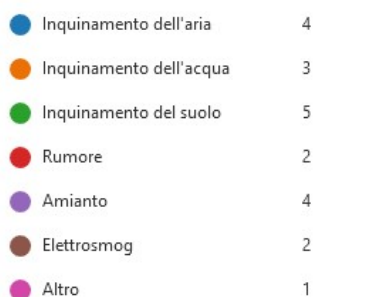 Inquinamento dell'aria 4
Inquinamento dell'acqua 3
Inquinamento del suolo 5
Rumore 2
Amianto 4
Elettrosmog 2
Altro 1